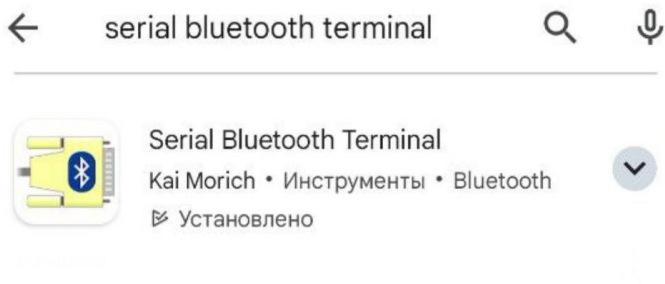 serial bluetooth terminal
Serial Bluetooth Terminal
Kai Morich • Инструменты • Bluetooth
Установлено